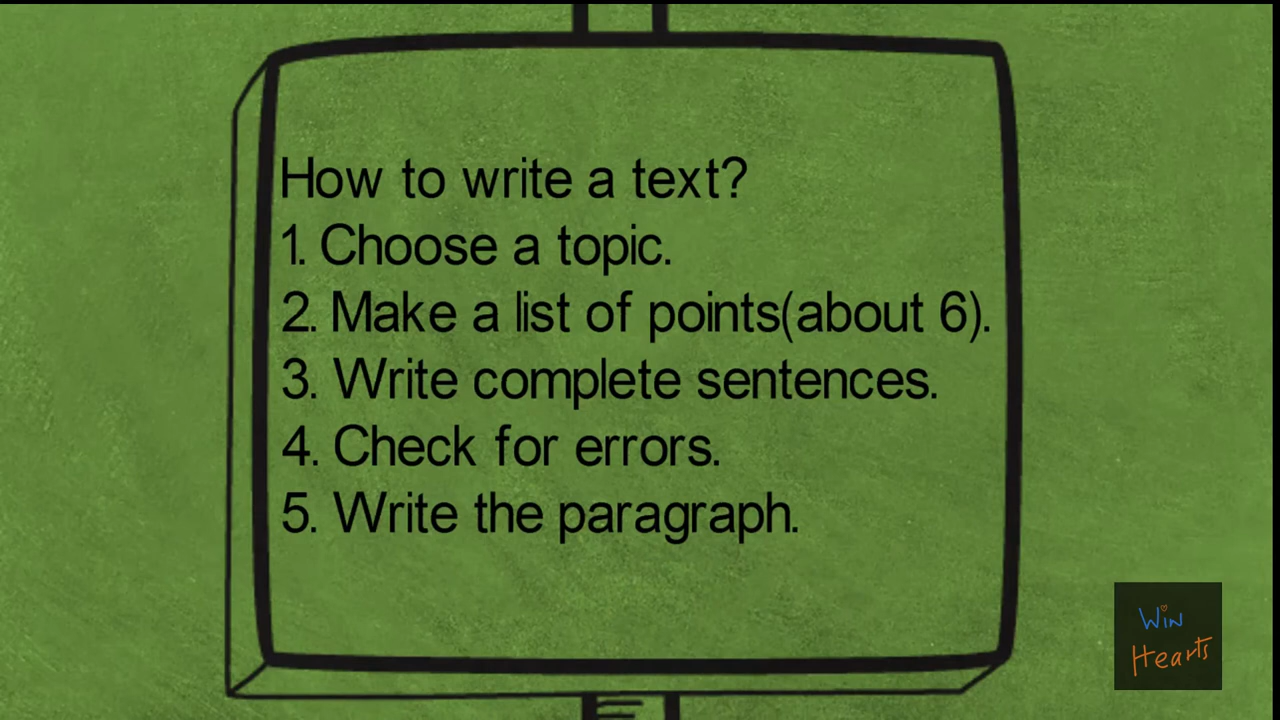 How to write a text?
1. Choose a topic.
2. Make a list of points(about 6).
3. Write complete sentences.
4. Check for errors.
5. Write the paragraph.
Win
Hearts